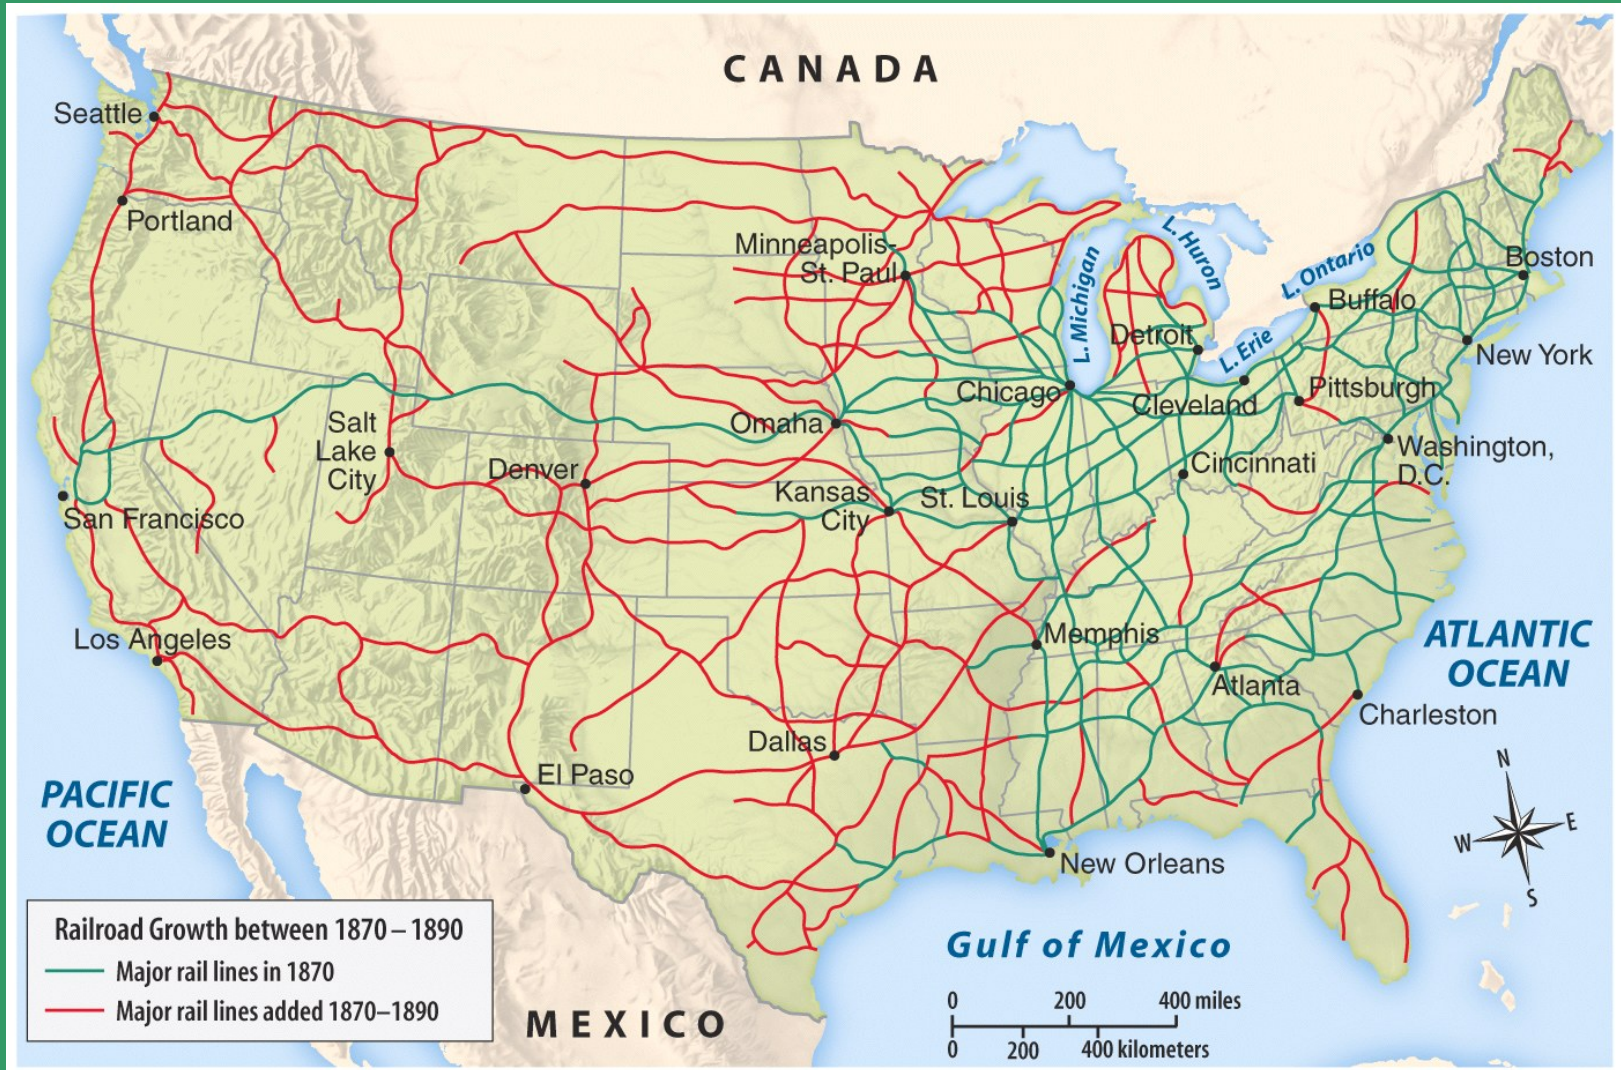 CANADA
Seattle
Portland
Minneapolis-
St. Paul
L. Michigan
L. Huron
L. Ontario
L. Erie
Boston
Buffalo
Detroit
New York
Chicago
Cleveland
Pittsburgh
Omaha
Salt
Lake
City
Denver
Washington,
D.C.
Cincinnati
Kansas
City
St. Louis
San Francisco
Los Angeles
Memphis
ATLANTIC
OCEAN
Atlanta
Charleston
Dallas
El Paso
PACIFIC
OCEAN
New Orleans
N
W
E
S
Gulf of Mexico
MEXICO
Railroad Growth between 1870 – 1890
Major rail lines in 1870
Major rail lines added 1870–1890
0 200 400 miles
0 200 400 kilometers